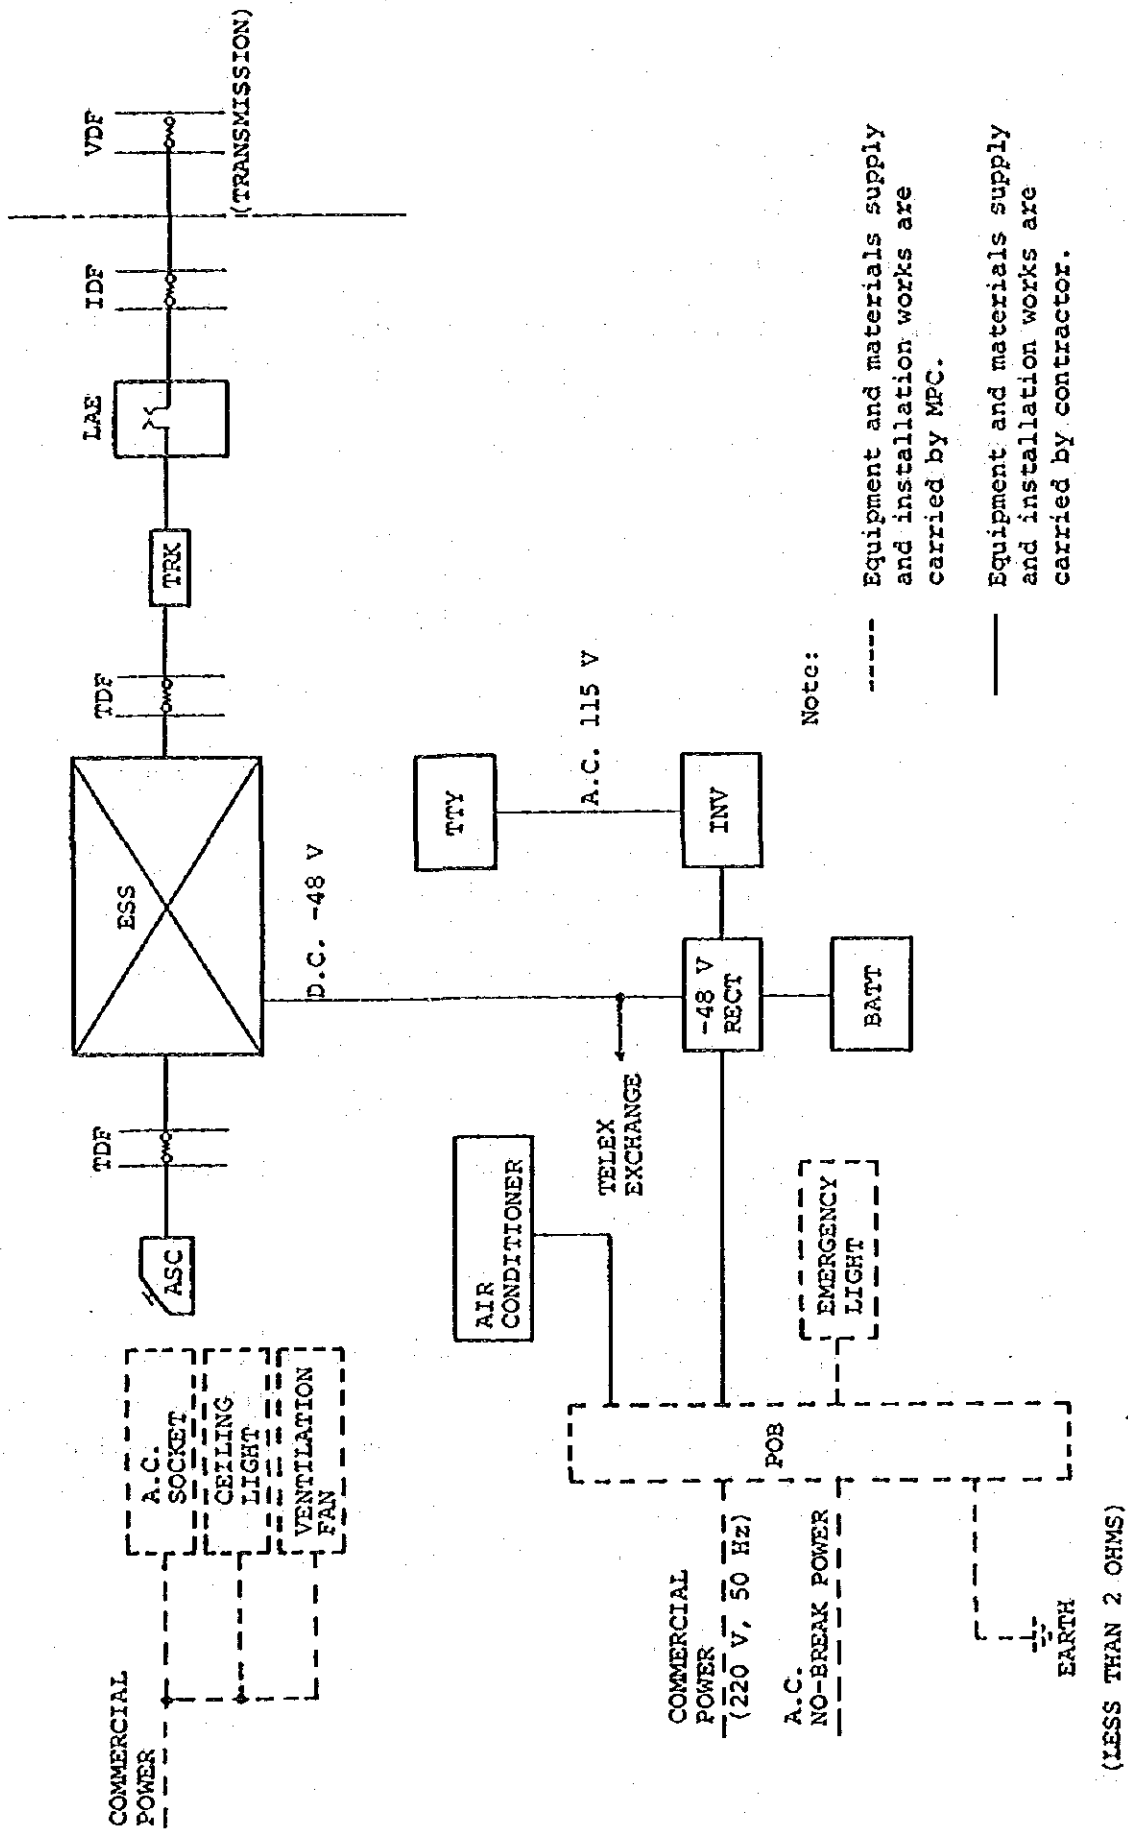 COMMERCIAL
POWER
A.C.
SOCKET
CEILING
LIGHT
VENTILATION
FAN
ASC
TDF
ESS
TDF
TRK
LAE
IDF
VDF
(TRANSMISSION)
D.C. -48 V
AIR
CONDITIONER
TELEX
EXCHANGE
TTY
A.C. 115 V
COMMERCIAL
POWER
(220 V, 50 Hz)
A.C.
NO-BREAK POWER
POB
-48 V
RECT
INV
EMERGENCY
LIGHT
BATT
EARTH
(LESS THAN 2 OHMS)
Note:
Equipment and materials supply
and installation works are
carried by MPC.
Equipment and materials supply
and installation works are
carried by contractor.